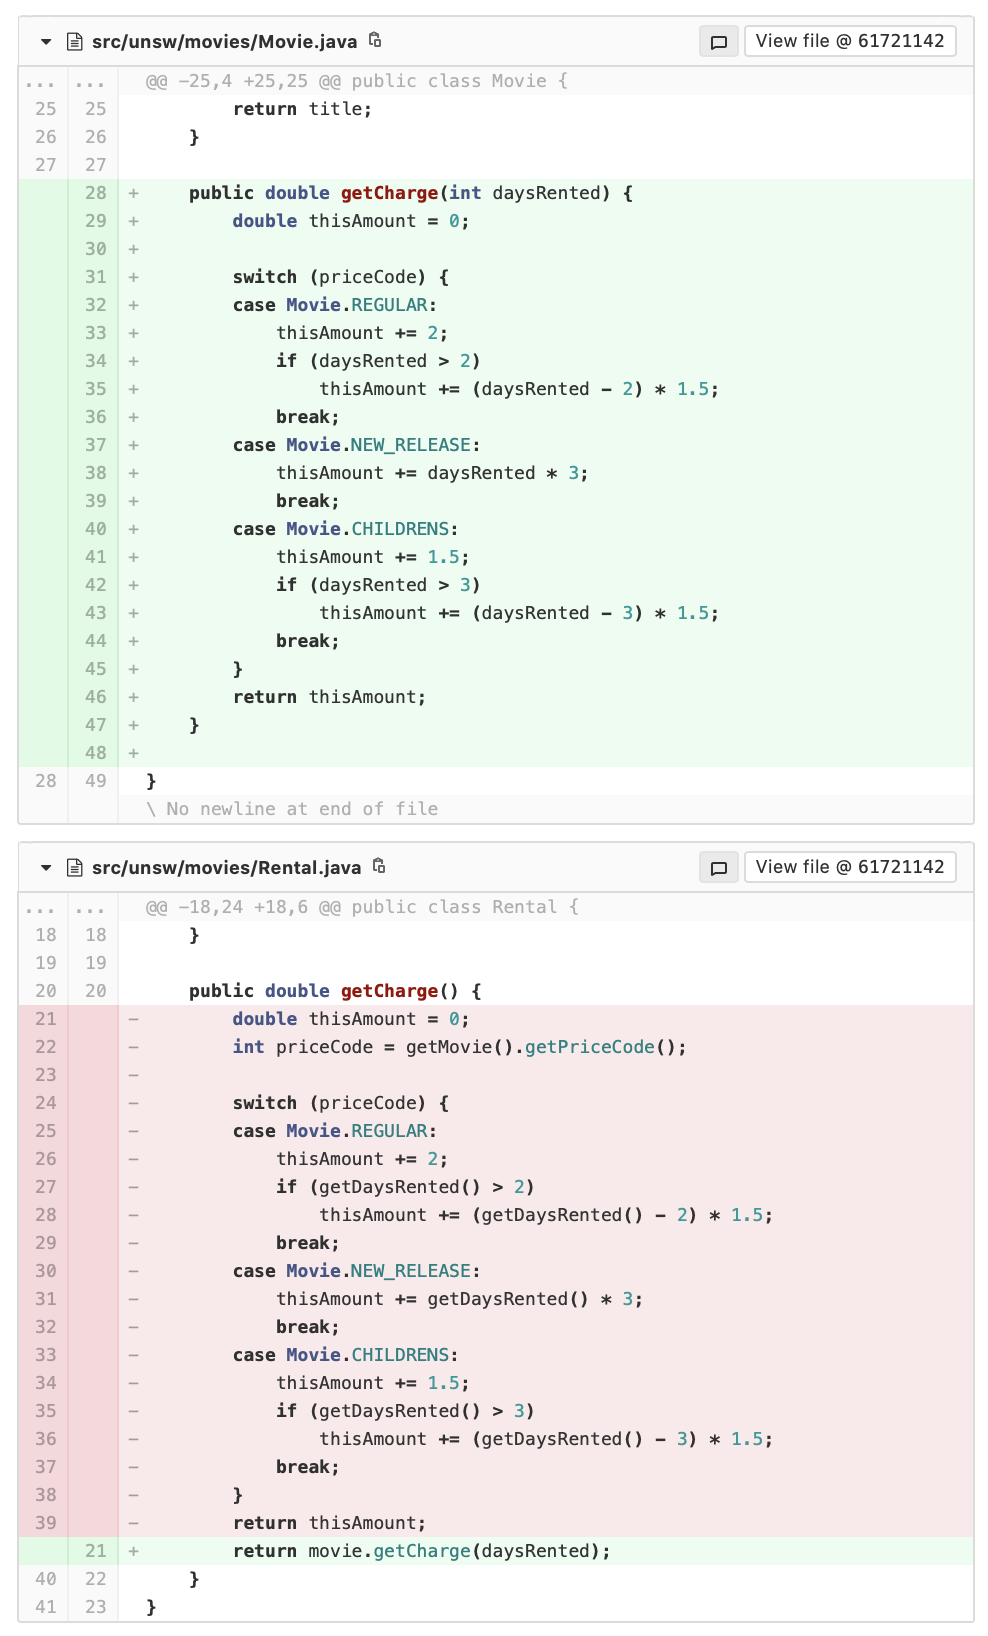 src/unsw/movies/Movie.java View file @ 61721142
... ... @@ -25,4 +25,25 @@ public class Movie {
25 25         return title;
26 26     }
27 27
28 +     public double getCharge(int daysRented) {
29 +         double thisAmount = 0;
30 +
31 +         switch (priceCode) {
32 +         case Movie.REGULAR:
33 +             thisAmount += 2;
34 +             if (daysRented > 2)
35 +                 thisAmount += (daysRented - 2) * 1.5;
36 +             break;
37 +         case Movie.NEW_RELEASE:
38 +             thisAmount += daysRented * 3;
39 +             break;
40 +         case Movie.CHILDRENS:
41 +             thisAmount += 1.5;
42 +             if (daysRented > 3)
43 +                 thisAmount += (daysRented - 3) * 1.5;
44 +             break;
45 +         }
46 +         return thisAmount;
47 +     }
48 +
28 49 }
\ No newline at end of file
src/unsw/movies/Rental.java View file @ 61721142
... ... @@ -18,24 +18,6 @@ public class Rental {
18 18     }
19 19
20 20     public double getCharge() {
21 -         double thisAmount = 0;
22 -         int priceCode = getMovie().getPriceCode();
23 -
24 -         switch (priceCode) {
25 -         case Movie.REGULAR:
26 -             thisAmount += 2;
27 -             if (getDaysRented() > 2)
28 -                 thisAmount += (getDaysRented() - 2) * 1.5;
29 -             break;
30 -         case Movie.NEW_RELEASE:
31 -             thisAmount += getDaysRented() * 3;
32 -             break;
33 -         case Movie.CHILDRENS:
34 -             thisAmount += 1.5;
35 -             if (getDaysRented() > 3)
36 -                 thisAmount += (getDaysRented() - 3) * 1.5;
37 -             break;
38 -         }
39 -         return thisAmount;
21 +         return movie.getCharge(daysRented);
40 22     }
41 23 }